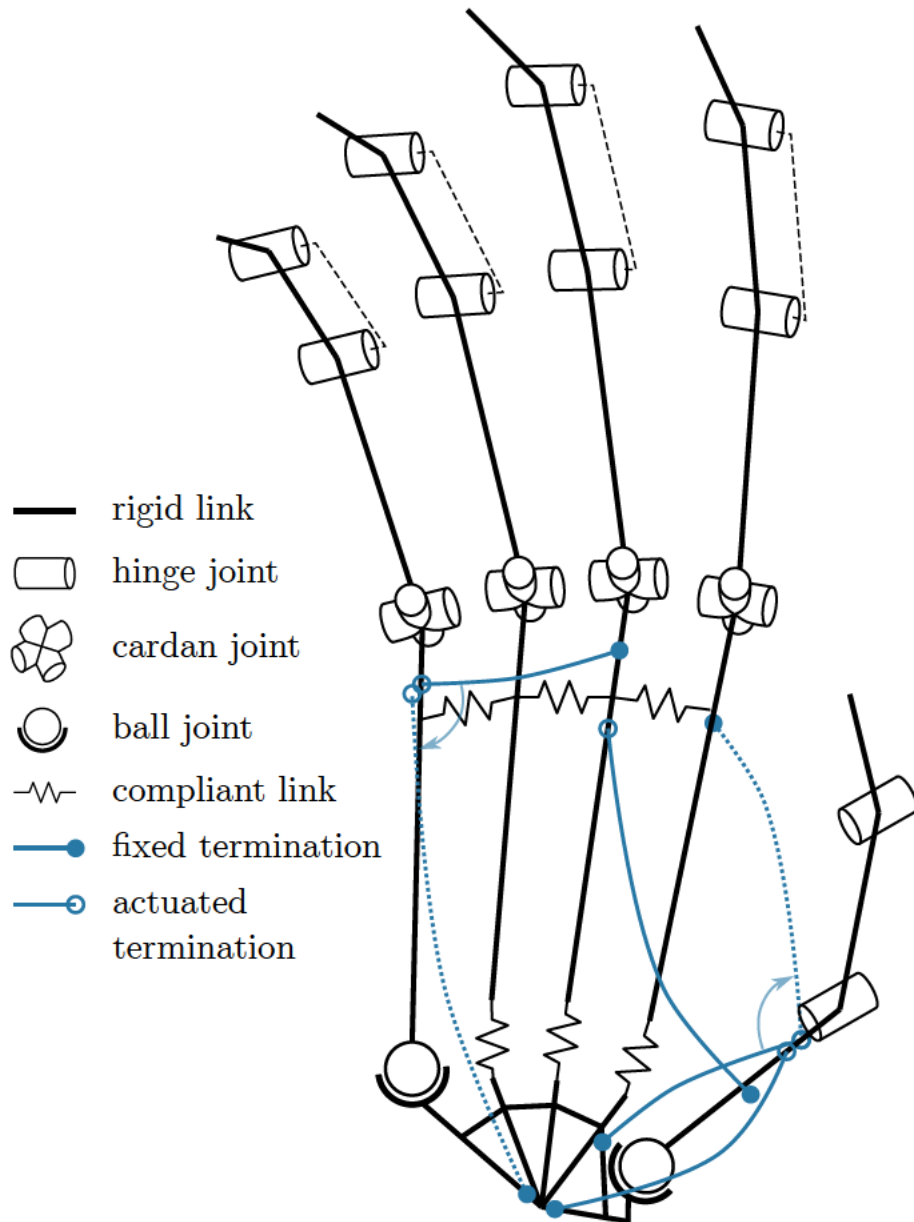 rigid link
hinge joint
cardan joint
ball joint
compliant link
fixed termination
actuated
termination